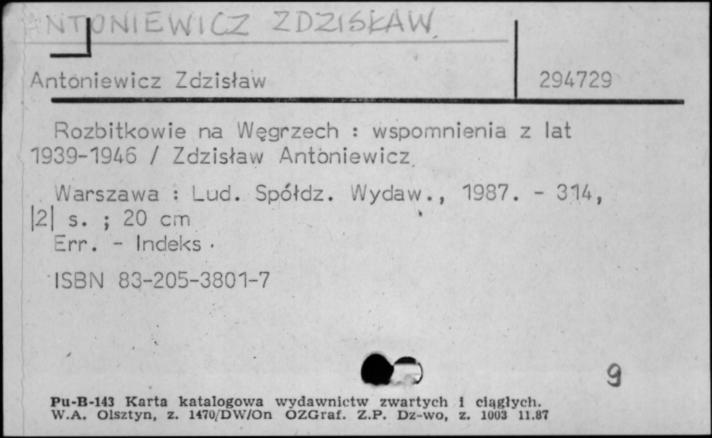 ANTONIEWICZ ZDZISŁAW.
Antoniewicz Zdzisław 294729
Rozbitkowie na Węgrzech : wspomnienia z lat
1939-1946 / Zdzisław Antoniewicz.
Warszawa : Lud. Spółdz. Wydaw., 1987. - 314,
|2| s. ; 20 cm
Err. - Indeks.
ISBN 83-205-3801-7
9
Pu-B-143 Karta katalogowa wydawnictw zwartych i ciągłych.
W.A. Olsztyn, z. 1470/DW/On OZGraf. Z.P. Dz-wo, z. 1003 11.87